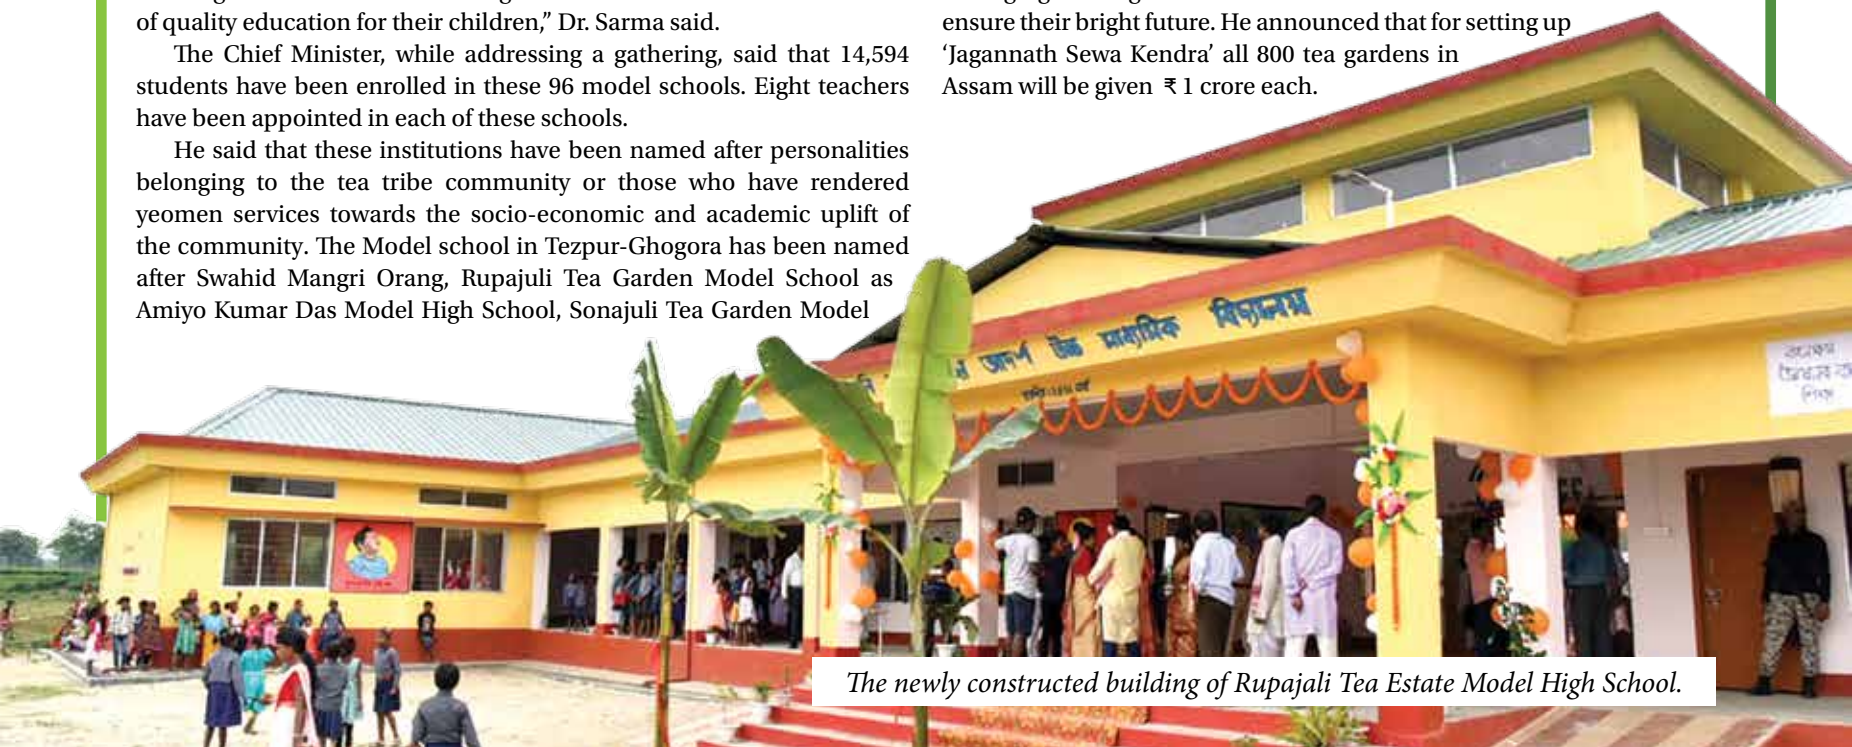 of quality education for their children,” Dr. Sarma said.
The Chief Minister, while addressing a gathering, said that 14,594
students have been enrolled in these 96 model schools. Eight teachers
have been appointed in each of these schools.
He said that these institutions have been named after personalities
belonging to the tea tribe community or those who have rendered
yeomen services towards the socio-economic and academic uplift of
the community. The Model school in Tezpur-Ghogora has been named
after Swahid Mangri Orang, Rupajuli Tea Garden Model School as
Amiyo Kumar Das Model High School, Sonajuli Tea Garden Model
ensure their bright future. He announced that for setting up
‘Jagannath Sewa Kendra’ all 800 tea gardens in
Assam will be given ₹ 1 crore each.
আদৰ্শ উচ্চ মাধ্যমিক বিদ্যালয়
The newly constructed building of Rupajali Tea Estate Model High School.